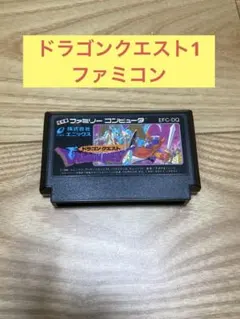 ドラゴンクエスト1
ファミコン
ファミリー コンピュータ
EFC-DQ
株式会社
エニックス
ドラゴンクエスト